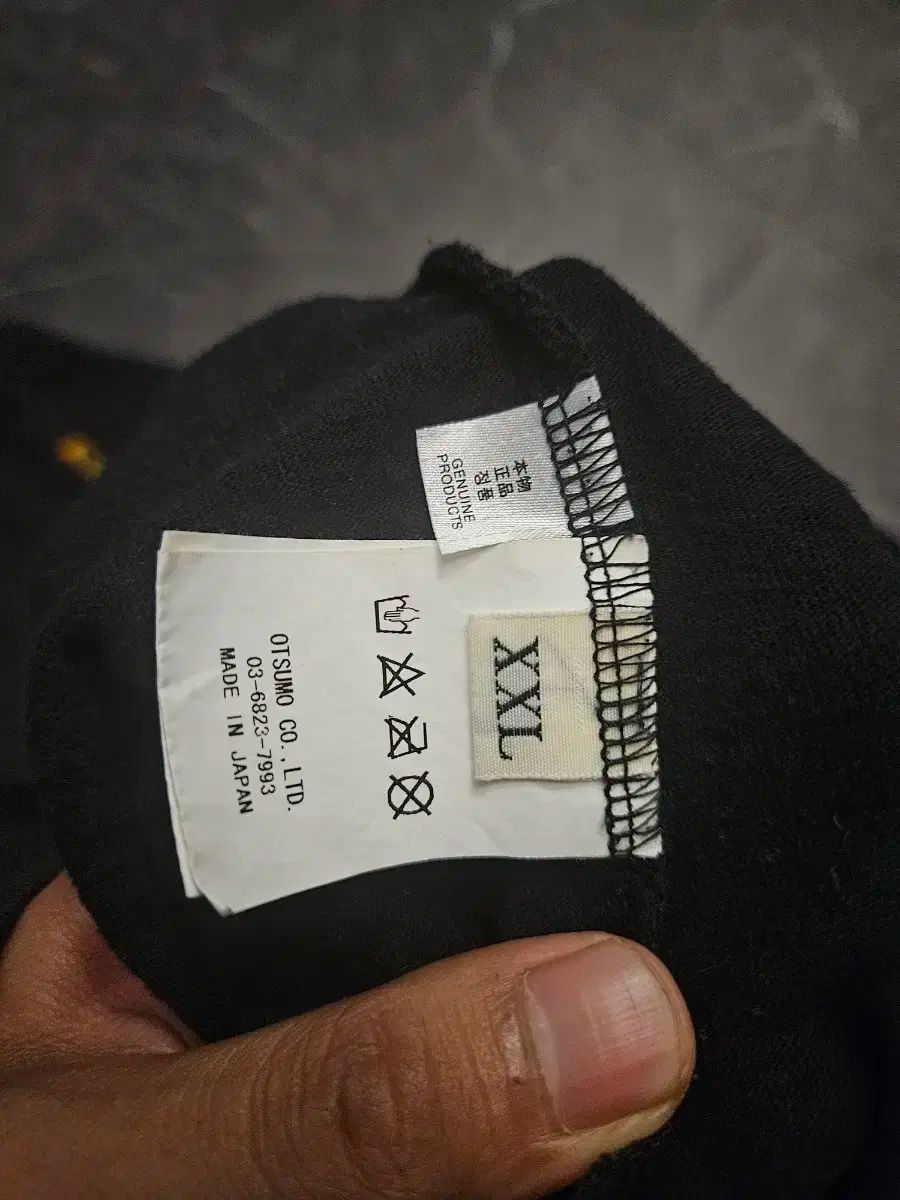 本物
正品
정품
GENUINE
PRODUCTS
XXL
OTSUMO CO.,LTD.
03-6823-7993
MADE IN JAPAN